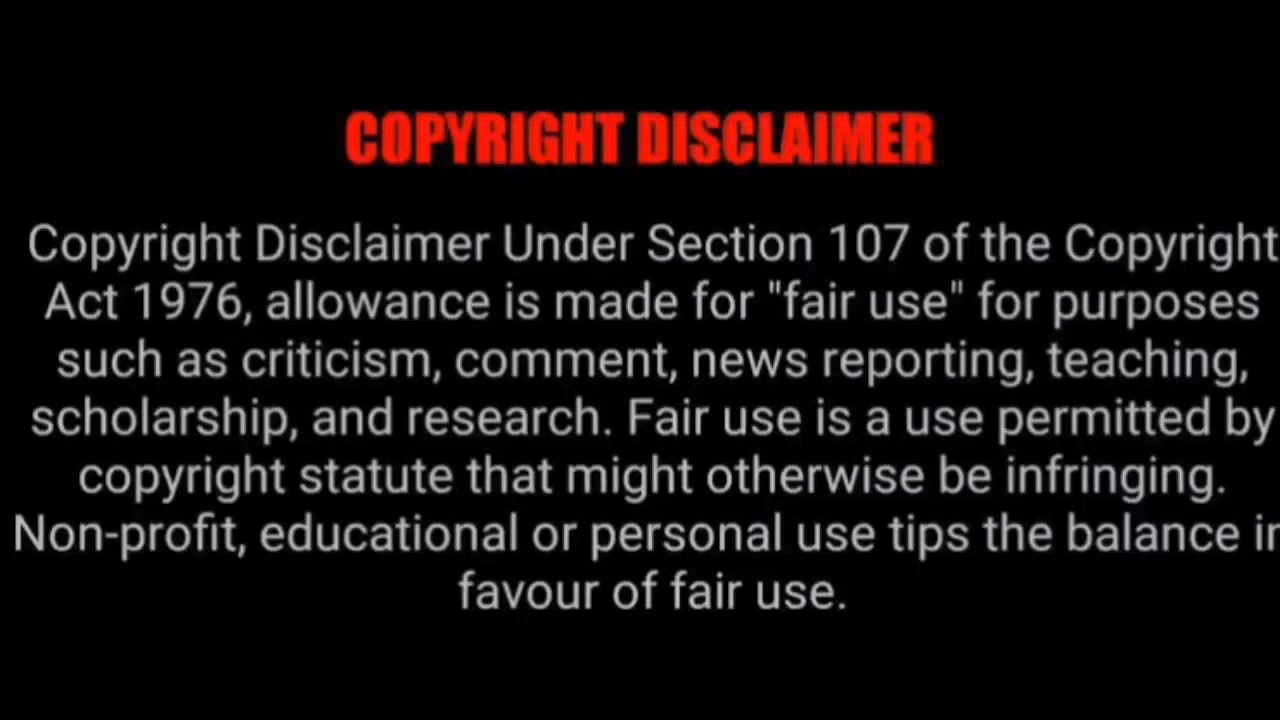 COPYRIGHT DISCLAIMER
Copyright Disclaimer Under Section 107 of the Copyright
Act 1976, allowance is made for "fair use" for purposes
such as criticism, comment, news reporting, teaching,
scholarship, and research. Fair use is a use permitted by
copyright statute that might otherwise be infringing.
Non-profit, educational or personal use tips the balance in
favour of fair use.